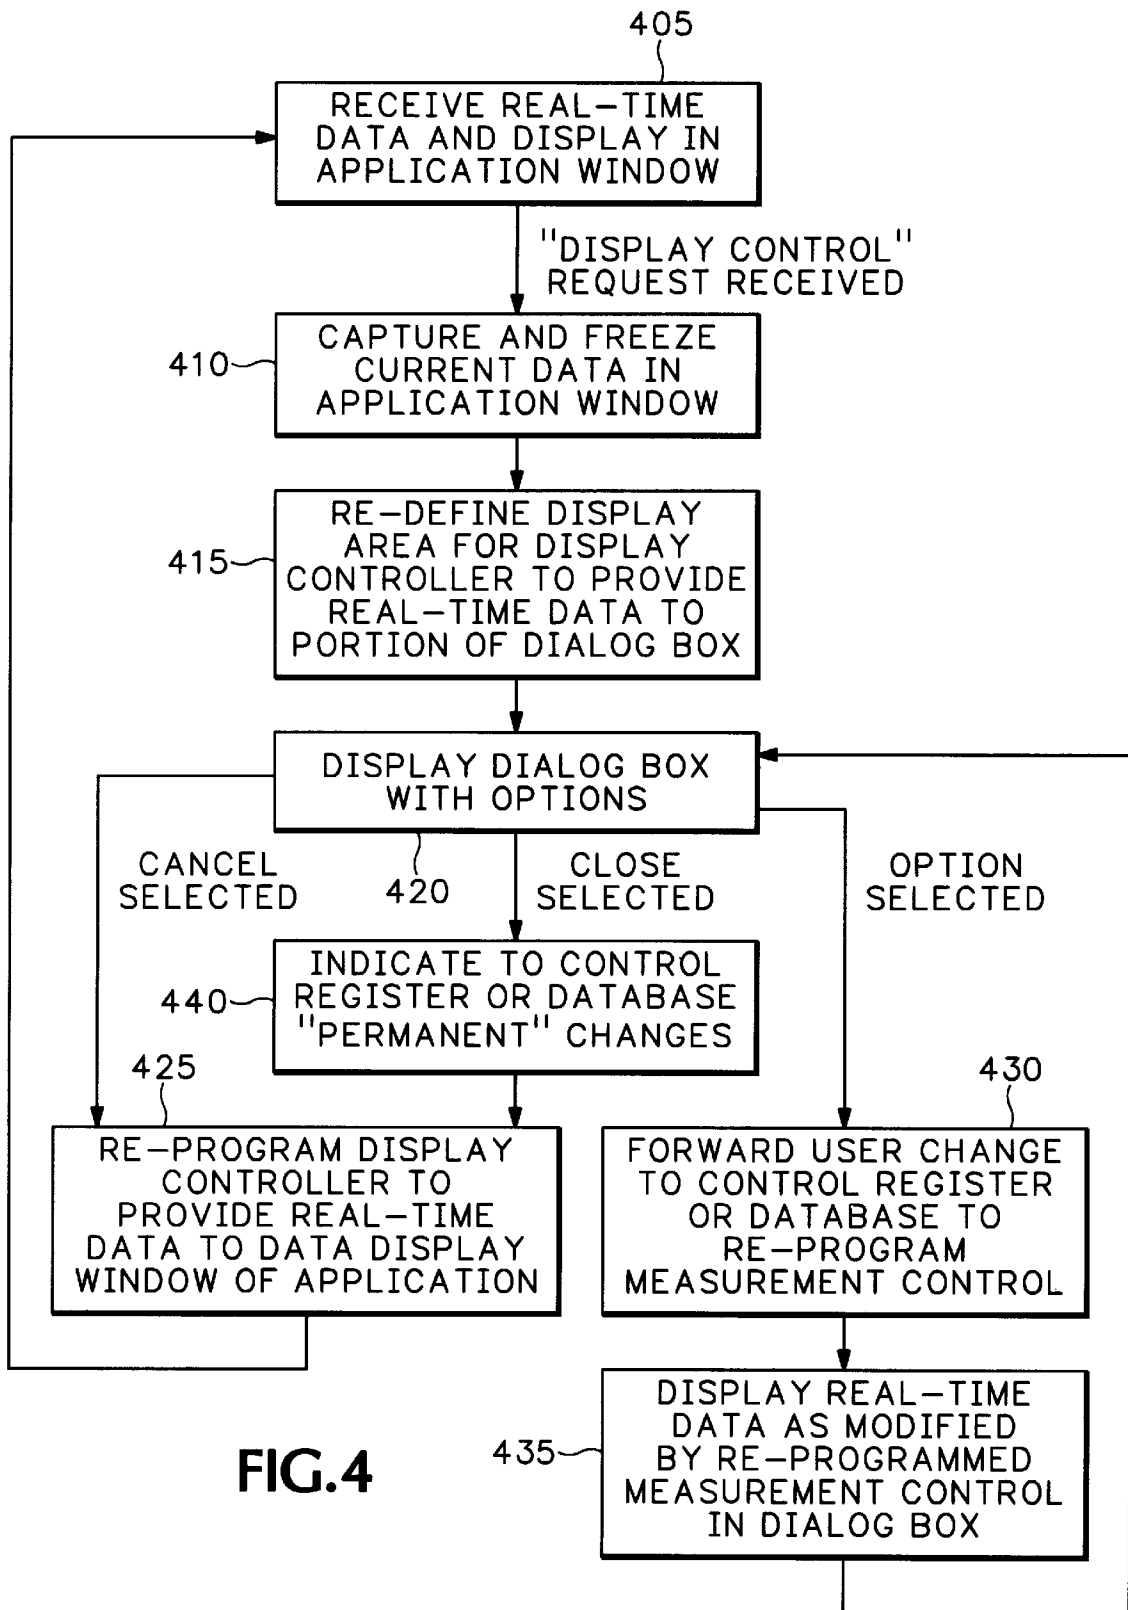 405
RECEIVE REAL-TIME
DATA AND DISPLAY IN
APPLICATION WINDOW
"DISPLAY CONTROL"
REQUEST RECEIVED
410
CAPTURE AND FREEZE
CURRENT DATA IN
APPLICATION WINDOW
415
RE-DEFINE DISPLAY
AREA FOR DISPLAY
CONTROLLER TO PROVIDE
REAL-TIME DATA TO
PORTION OF DIALOG BOX
DISPLAY DIALOG BOX
WITH OPTIONS
420
CANCEL
SELECTED
CLOSE
SELECTED
OPTION
SELECTED
440
INDICATE TO CONTROL
REGISTER OR DATABASE
"PERMANENT" CHANGES
425
RE-PROGRAM DISPLAY
CONTROLLER TO
PROVIDE REAL-TIME
DATA TO DATA DISPLAY
WINDOW OF APPLICATION
430
FORWARD USER CHANGE
TO CONTROL REGISTER
OR DATABASE TO
RE-PROGRAM
MEASUREMENT CONTROL
435
DISPLAY REAL-TIME
DATA AS MODIFIED
BY RE-PROGRAMMED
MEASUREMENT CONTROL
IN DIALOG BOX
FIG.4